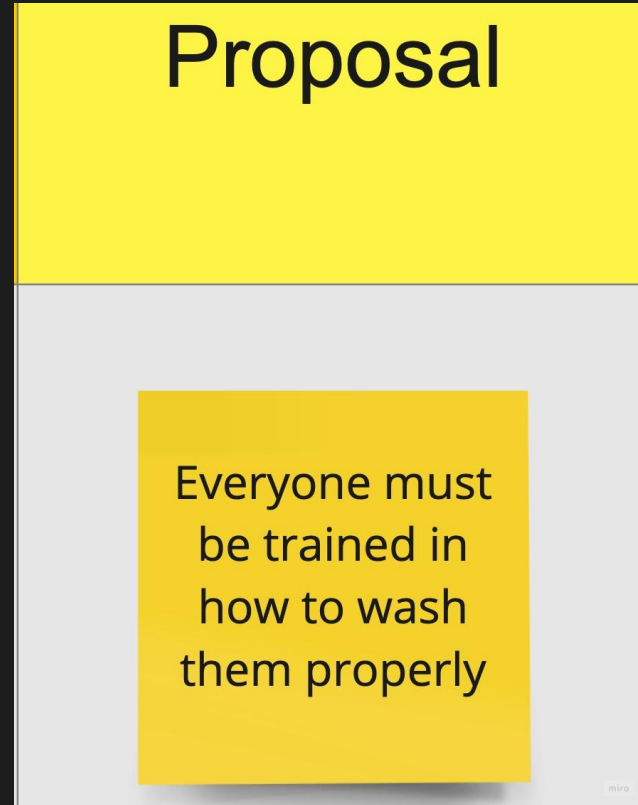 Proposal
Everyone must
be trained in
how to wash
them properly
miro